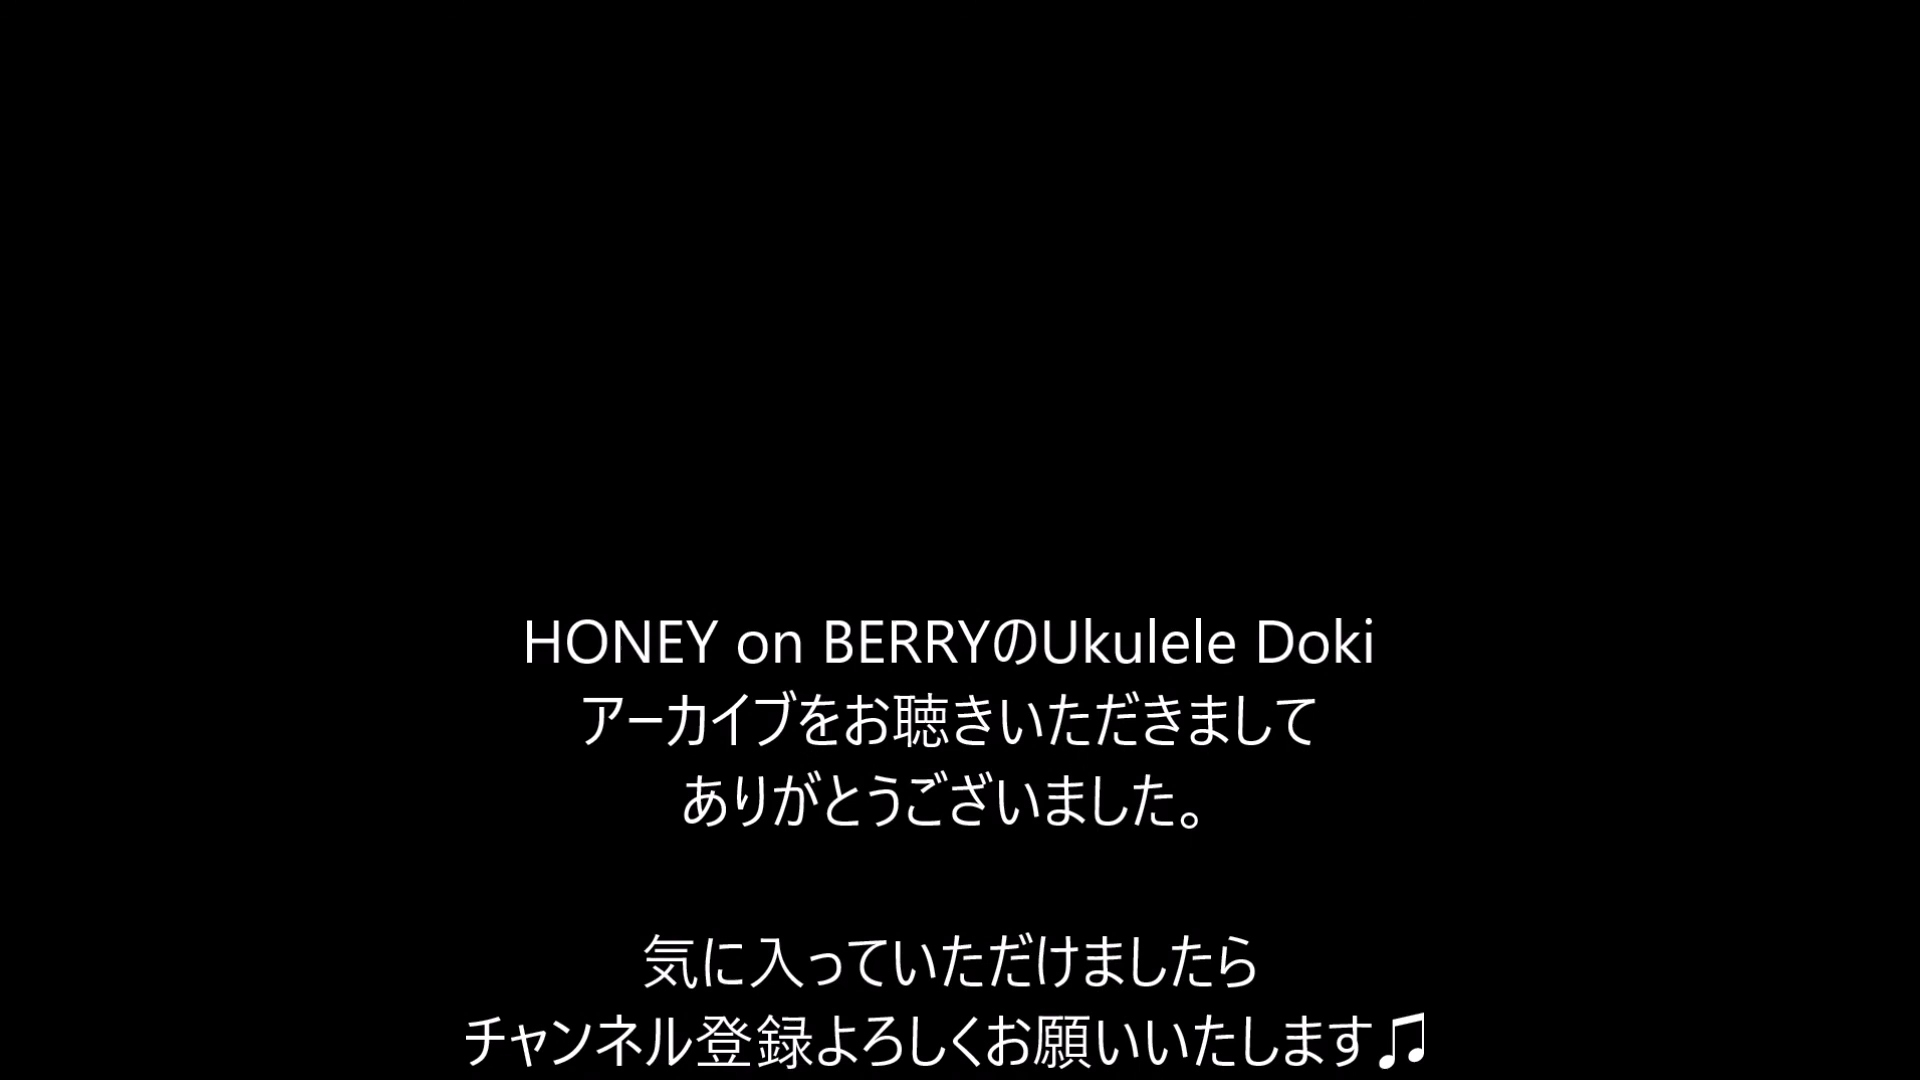 HONEY on BERRYのUkulele Doki
アーカイブをお聴きいただきまして
ありがとうございました。
気に入っていただけましたら
チャンネル登録よろしくお願いいたします♫